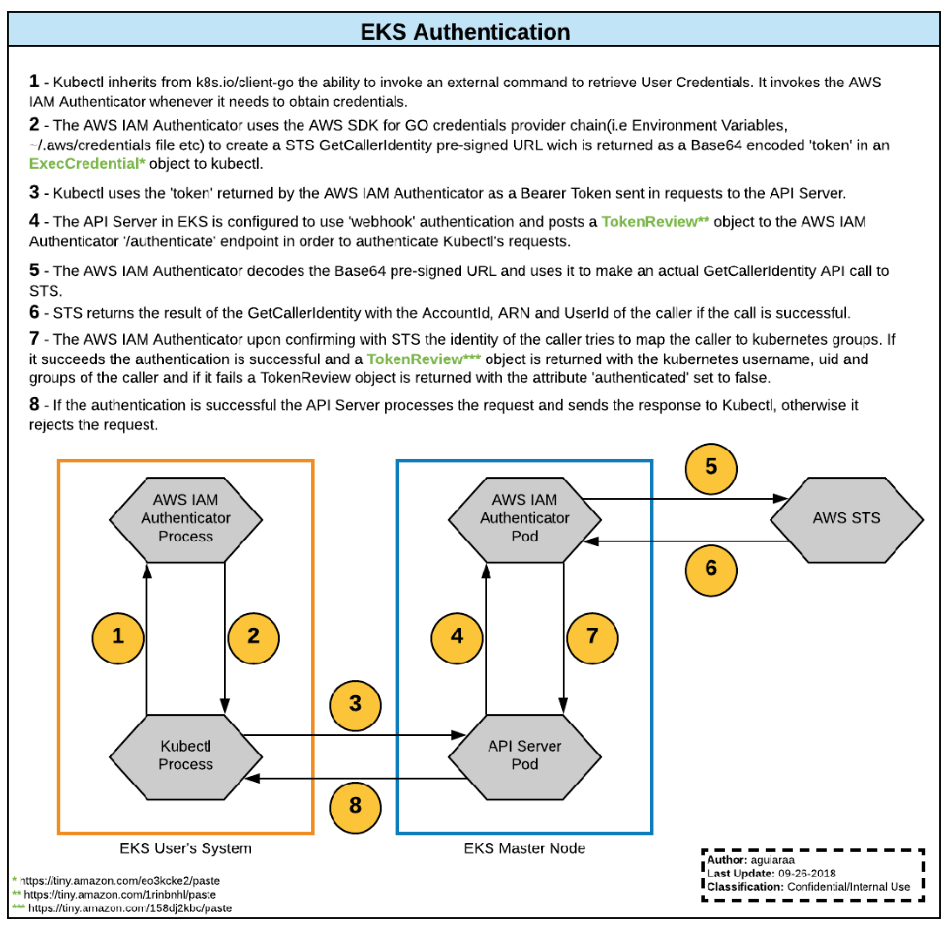 EKS Authentication
1 - Kubectl inherits from k8s.io/client-go the ability to invoke an external command to retrieve User Credentials. It invokes the AWS
IAM Authenticator whenever it needs to obtain credentials.
2 - The AWS IAM Authenticator uses the AWS SDK for GO credentials provider chain(i.e Environment Variables,
~/.aws/credentials file etc) to create a STS GetCallerIdentity pre-signed URL wich is returned as a Base64 encoded 'token' in an
ExecCredential* object to kubectl.
3 - Kubectl uses the 'token' returned by the AWS IAM Authenticator as a Bearer Token sent in requests to the API Server.
4 - The API Server in EKS is configured to use 'webhook' authentication and posts a TokenReview** object to the AWS IAM
Authenticator '/authenticate' endpoint in order to authenticate Kubectl's requests.
5 - The AWS IAM Authenticator decodes the Base64 pre-signed URL and uses it to make an actual GetCallerIdentity API call to
STS.
6 - STS returns the result of the GetCallerIdentity with the AccountId, ARN and UserId of the caller if the call is successful.
7 - The AWS IAM Authenticator upon confirming with STS the identity of the caller tries to map the caller to kubernetes groups. If
it succeeds the authentication is successful and a TokenReview*** object is returned with the kubernetes username, uid and
groups of the caller and if it fails a TokenReview object is returned with the attribute 'authenticated' set to false.
8 - If the authentication is successful the API Server processes the request and sends the response to Kubectl, otherwise it
rejects the request.
5
AWS IAM
Authenticator
Process
AWS IAM
Authenticator
Pod
AWS STS
6
1
2
4
7
3
Kubectl
Process
API Server
Pod
8
EKS User's System
EKS Master Node
* https://tiny.amazon.com/eo3kcke2/paste
** https://tiny.amazon.com/1rinbnhl/paste
*** https://tiny.amazon.com/158dj2kbc/paste
Author: aguiaraa
Last Update: 09-26-2018
Classification: Confidential/Internal Use